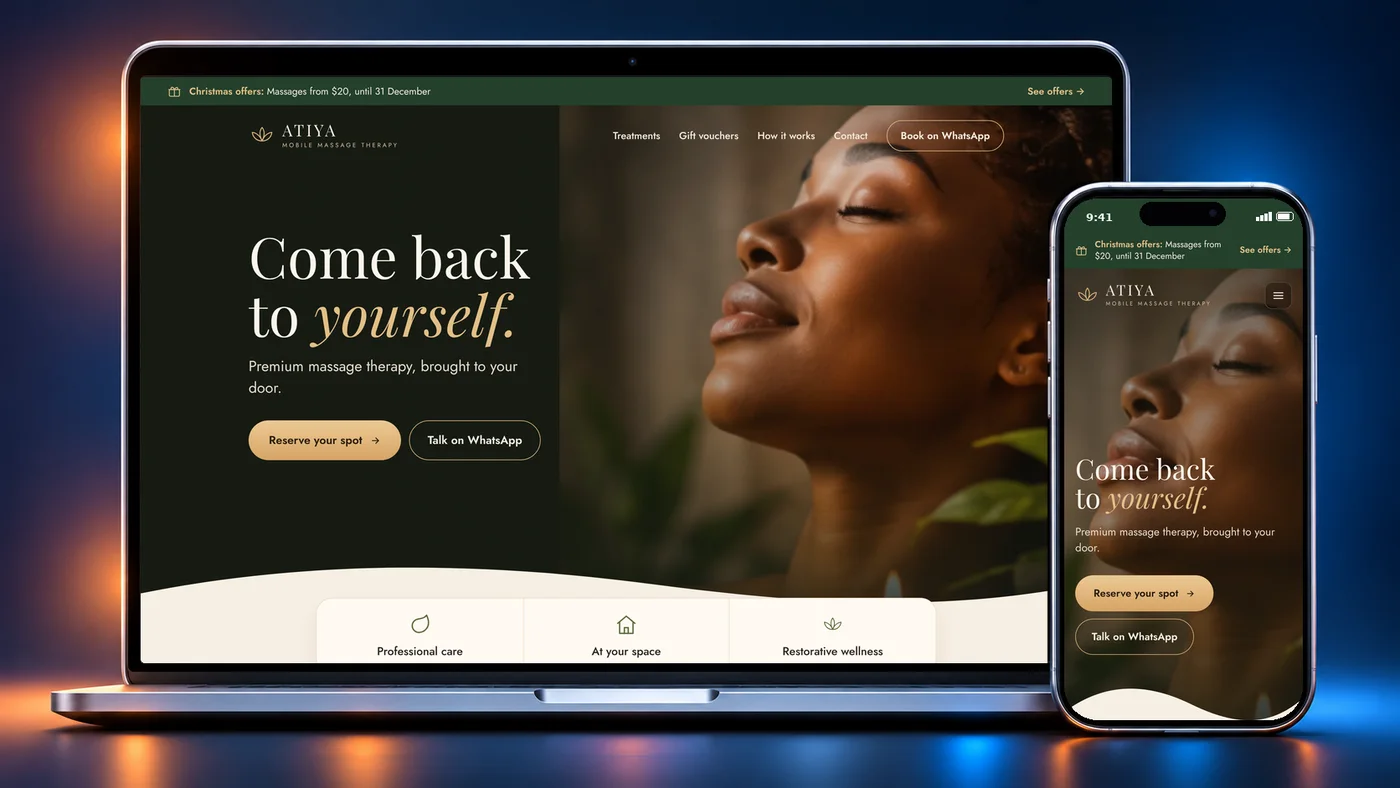 Christmas offers: Massages from $20, until 31 December
See offers →
ATIYA
MOBILE MASSAGE THERAPY
Treatments
Gift vouchers
How it works
Contact
Book on WhatsApp
Come back
to yourself.
Premium massage therapy, brought to your
door.
Reserve your spot →
Talk on WhatsApp
Professional care
At your space
Restorative wellness
9:41
Christmas offers: Massages from
$20, until 31 December
See offers →
ATIYA
MOBILE MASSAGE THERAPY
Come back
to yourself.
Premium massage therapy, brought to your
door.
Reserve your spot →
Talk on WhatsApp